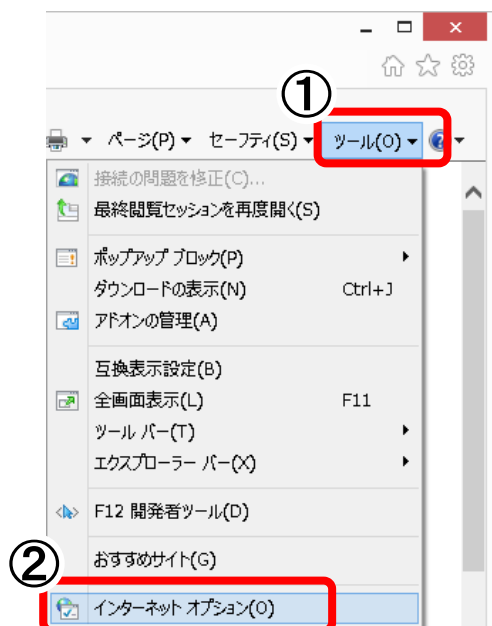 ①
ページ(P) セーフティ(S) ツール(O)
接続の問題を修正(C)...
最終閲覧セッションを再度開く(S)
ポップアップ ブロック(P)
ダウンロードの表示(N) Ctrl+J
アドオンの管理(A)
互換表示設定(B)
全画面表示(L) F11
ツール バー(T)
エクスプローラー バー(X)
F12 開発者ツール(D)
おすすめサイト(G)
②
インターネット オプション(O)